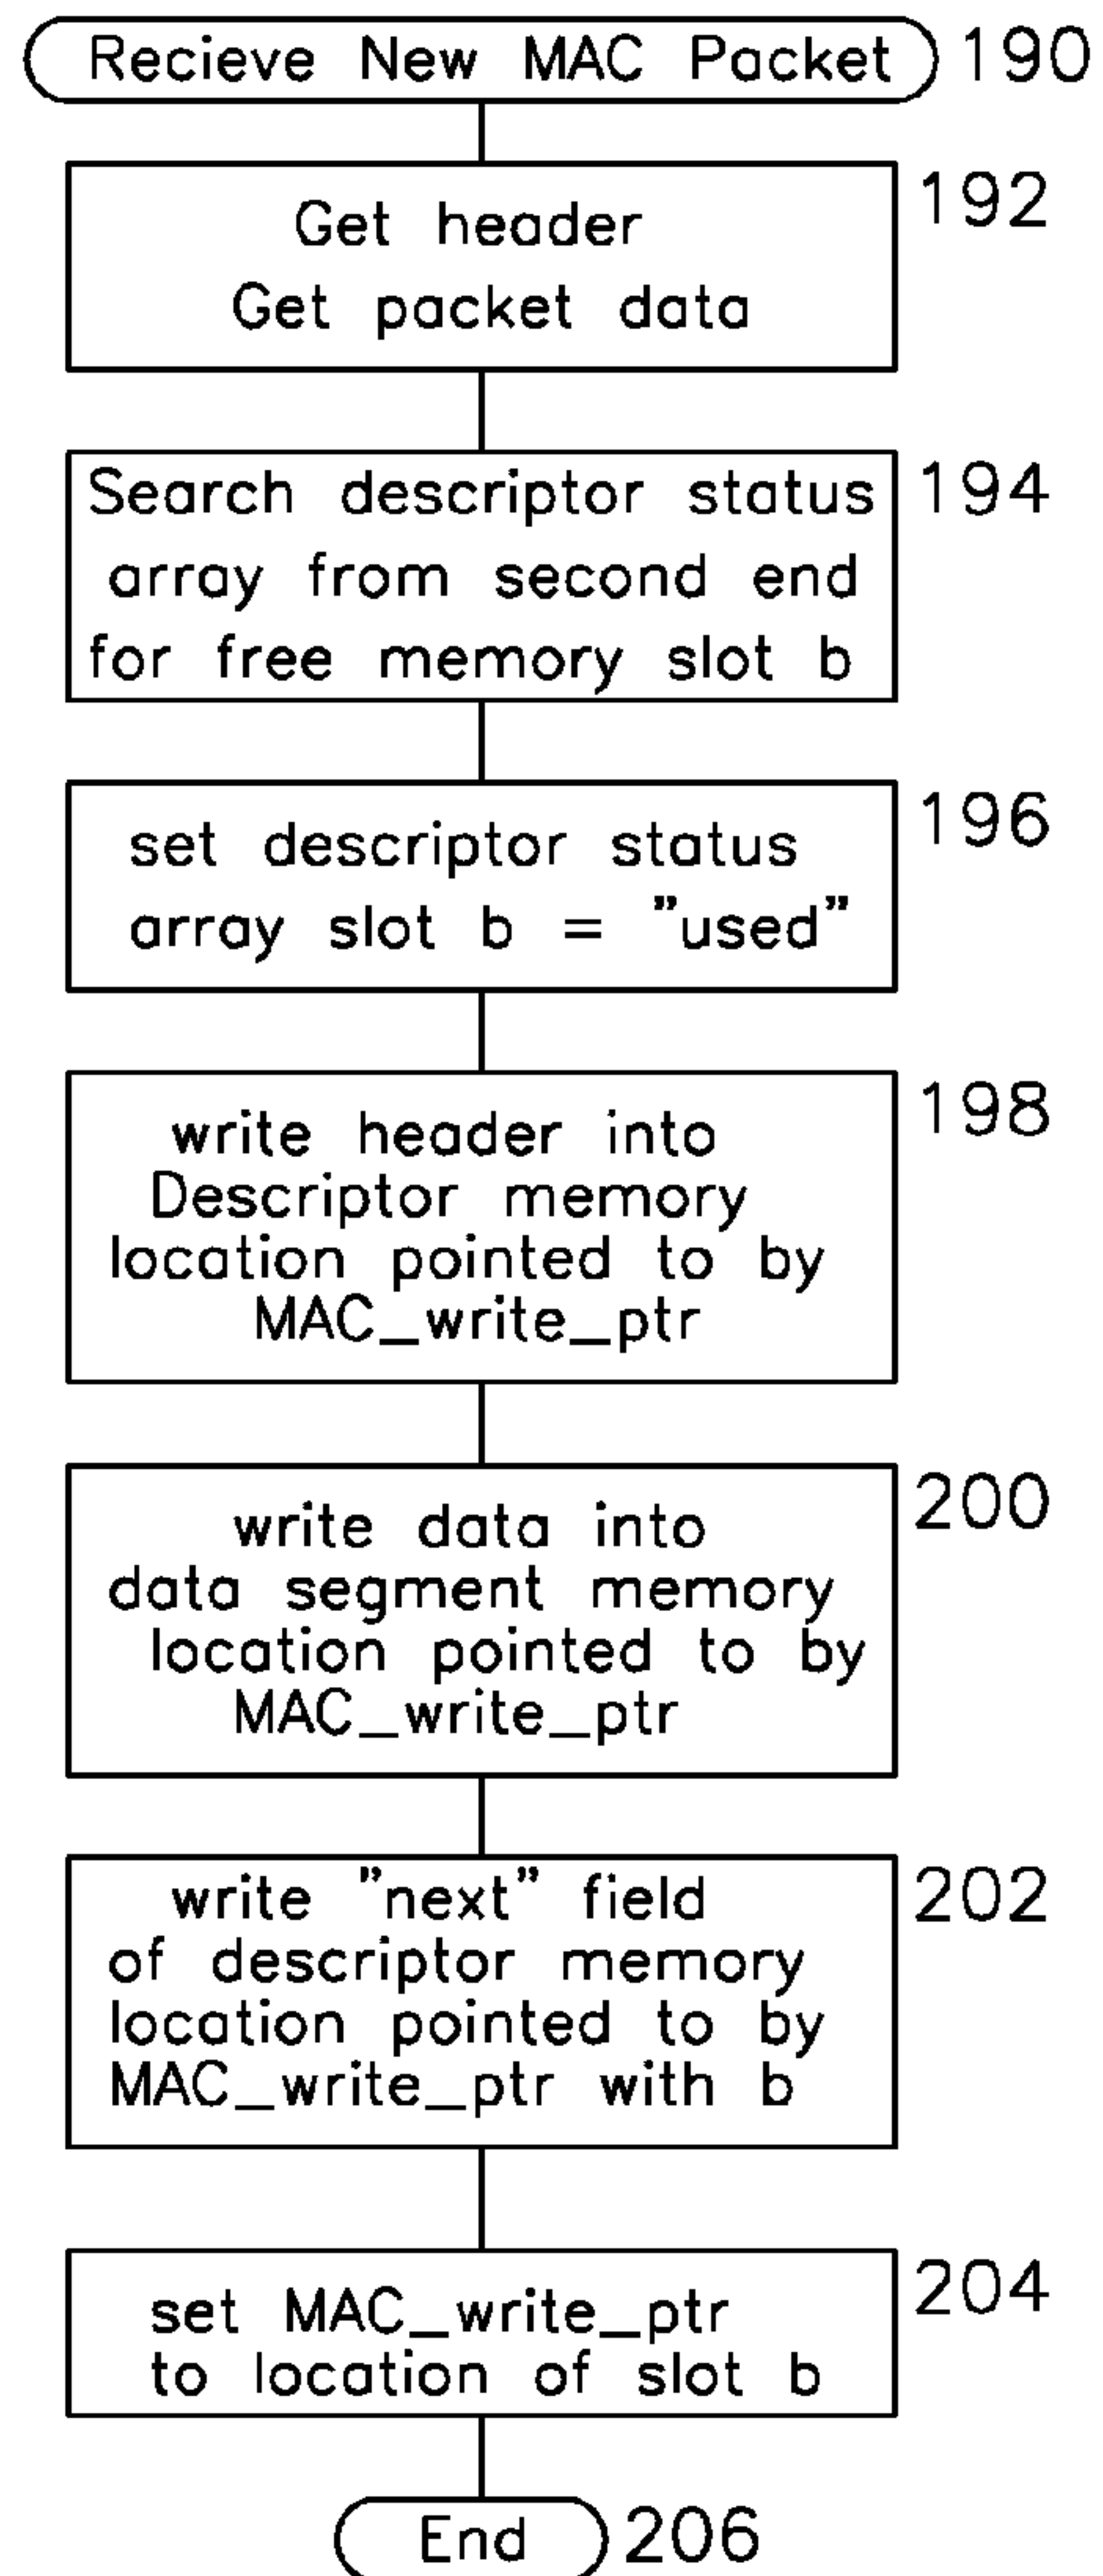 Recieve New MAC Packet 190
192
Get header
Get packet data
Search descriptor status 194
array from second end
for free memory slot b
196
set descriptor status
array slot b = ”used”
198
write header into
Descriptor memory
location pointed to by
MAC_write_ptr
200
write data into
data segment memory
location pointed to by
MAC_write_ptr
write ”next” field 202
of descriptor memory
location pointed to by
MAC_write_ptr with b
204
set MAC_write_ptr
to location of slot b
End 206